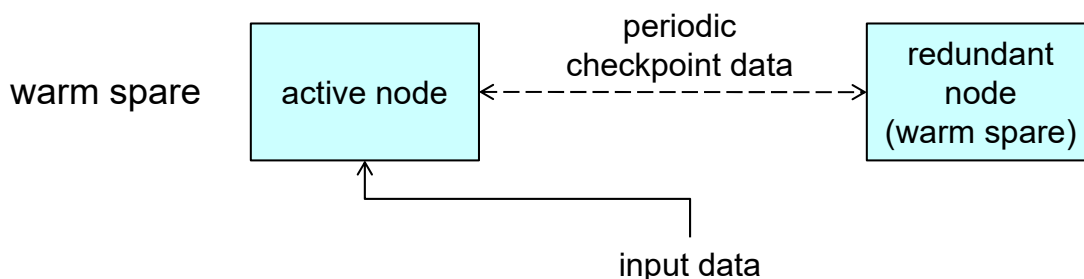 warm spare
active node
periodic
checkpoint data
redundant
node
(warm spare)
input data